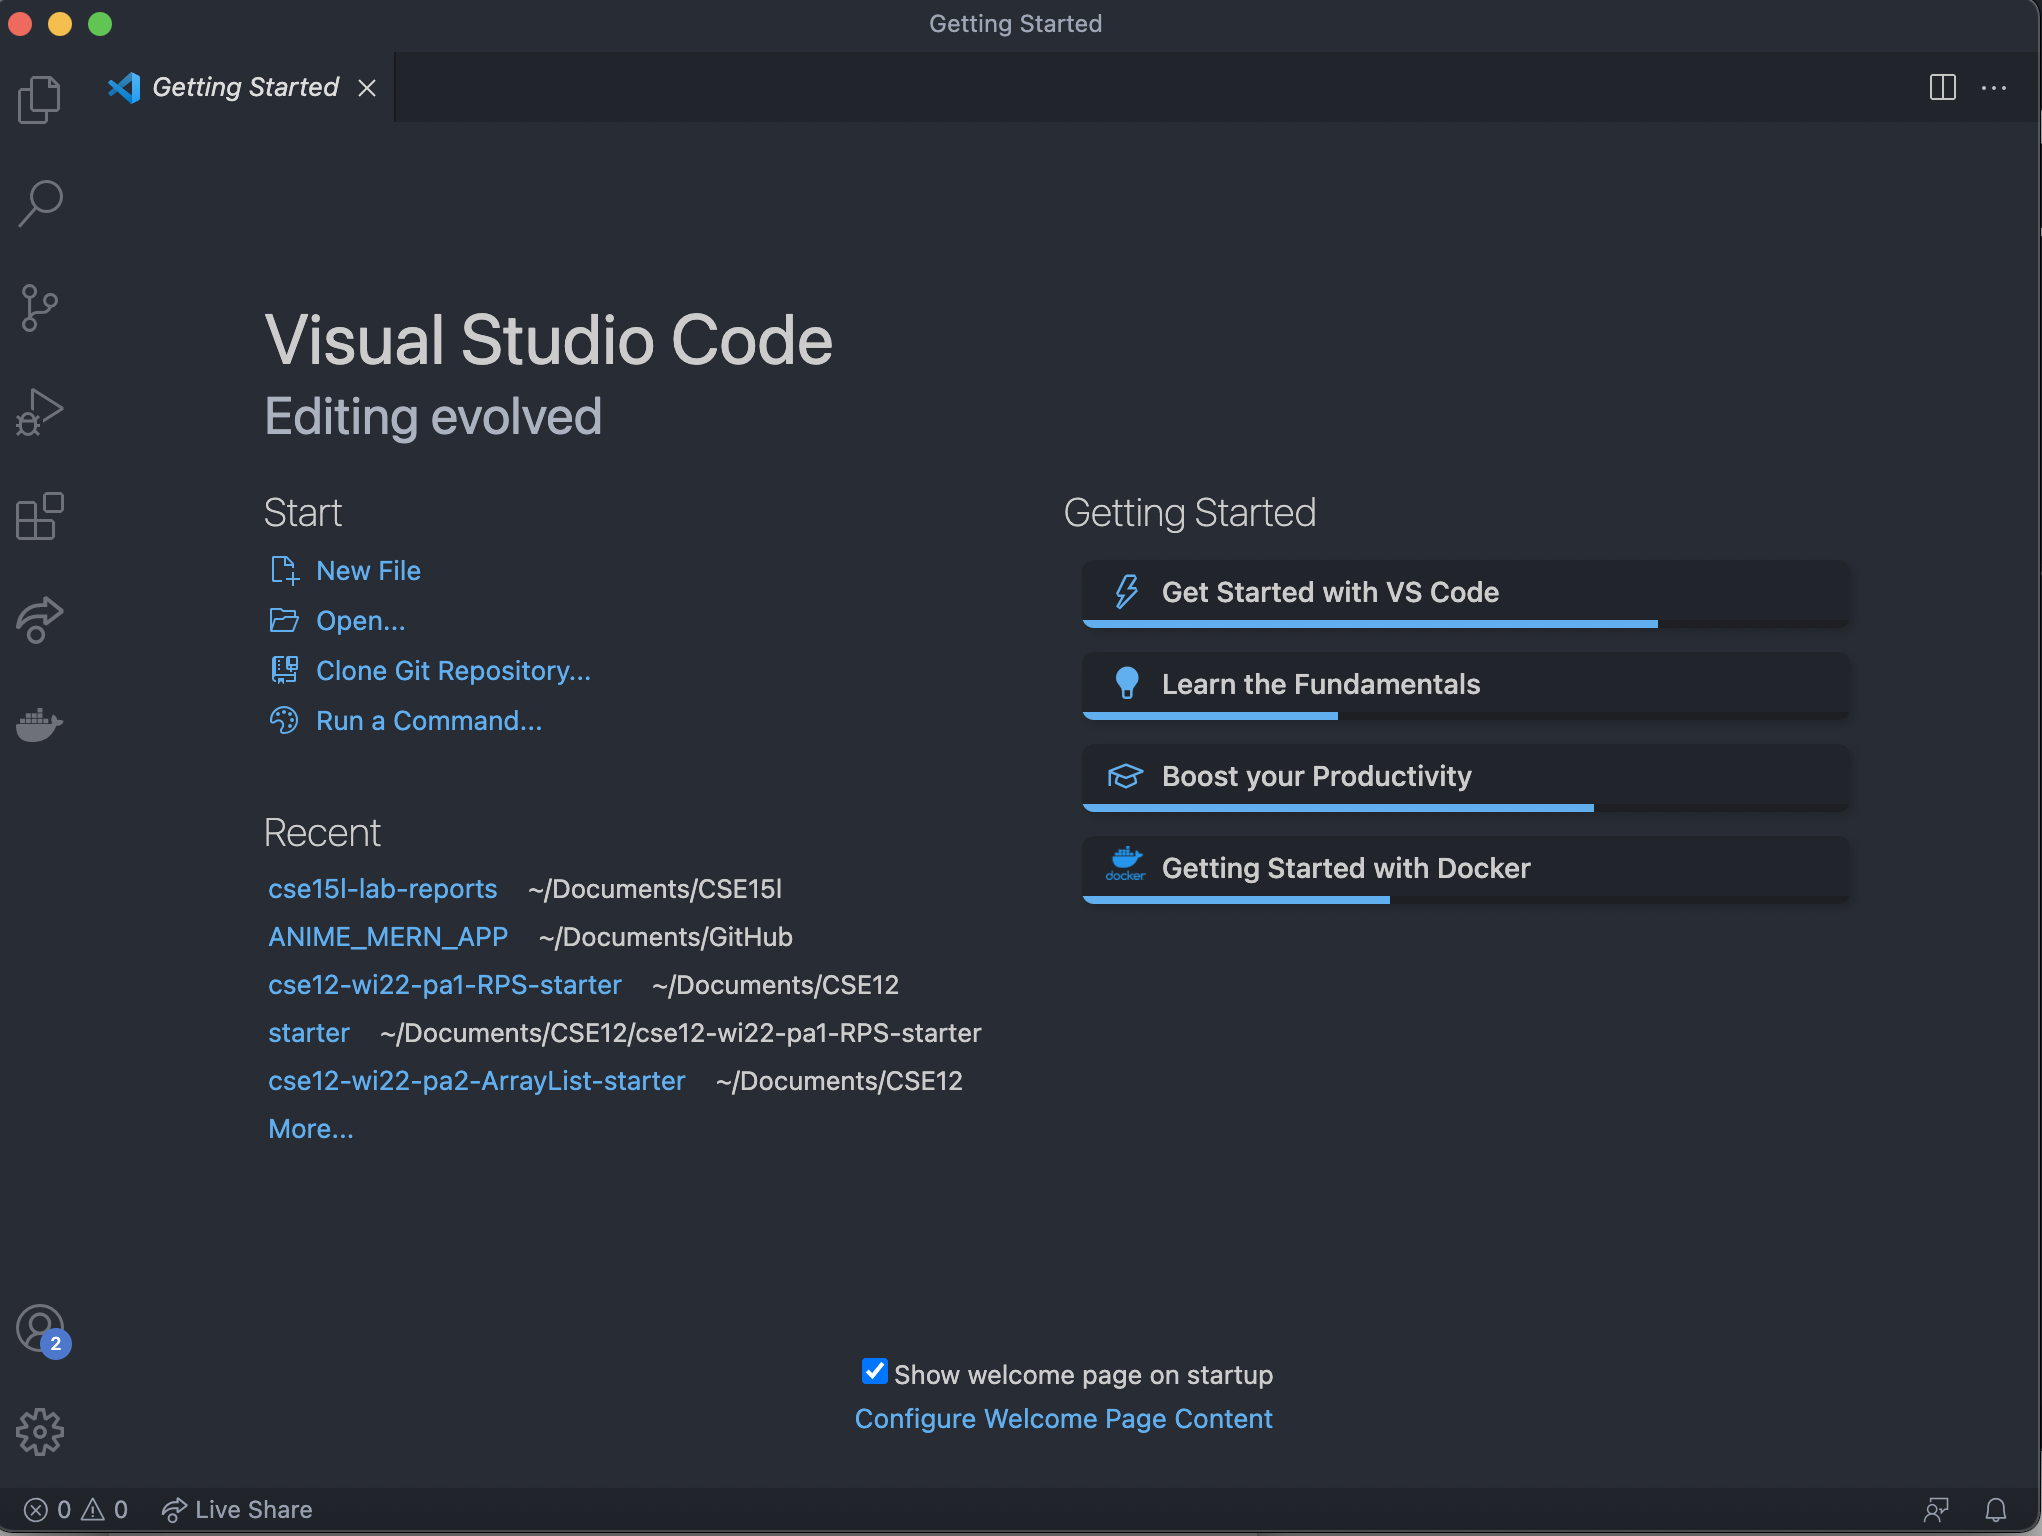 Getting Started
Getting Started
Visual Studio Code
Editing evolved
Start
New File
Open...
Clone Git Repository...
Run a Command...
Recent
cse15l-lab-reports ~/Documents/CSE15l
ANIME_MERN_APP ~/Documents/GitHub
cse12-wi22-pa1-RPS-starter ~/Documents/CSE12
starter ~/Documents/CSE12/cse12-wi22-pa1-RPS-starter
cse12-wi22-pa2-ArrayList-starter ~/Documents/CSE12
More...
Getting Started
Get Started with VS Code
Learn the Fundamentals
Boost your Productivity
docker Getting Started with Docker
2
Show welcome page on startup
Configure Welcome Page Content
0 0 Live Share